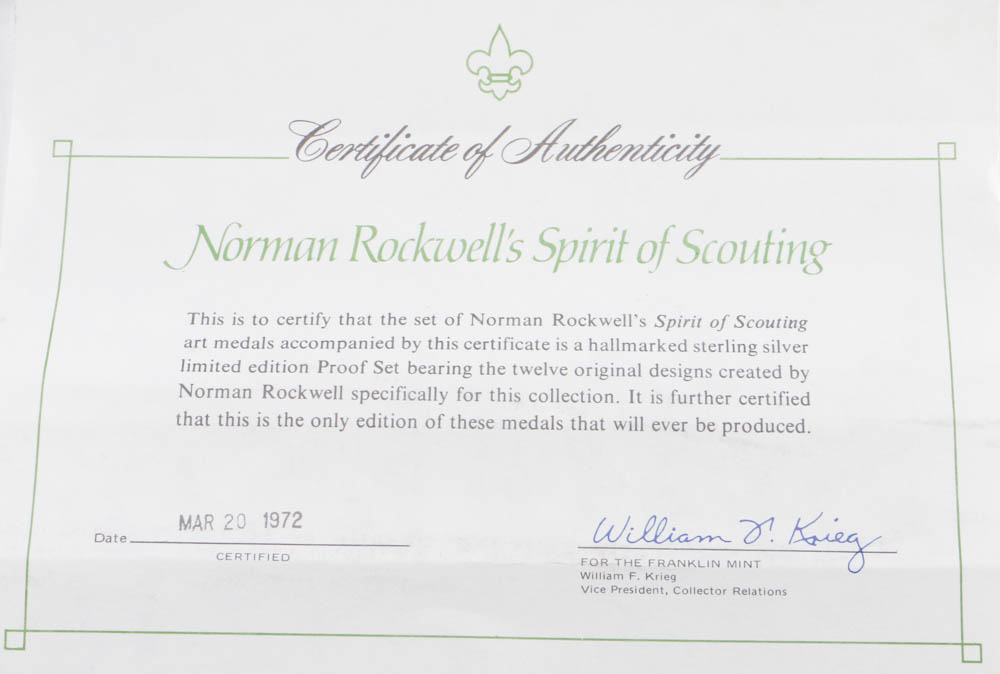 Certificate of Authenticity
Norman Rockwell's Spirit of Scouting
This is to certify that the set of Norman Rockwell's Spirit of Scouting
art medals accompanied by this certificate is a hallmarked sterling silver
limited edition Proof Set bearing the twelve original designs created by
Norman Rockwell specifically for this collection. It is further certified
that this is the only edition of these medals that will ever be produced.
Date MAR 20 1972
CERTIFIED
William F. Krieg
FOR THE FRANKLIN MINT
William F. Krieg
Vice President, Collector Relations